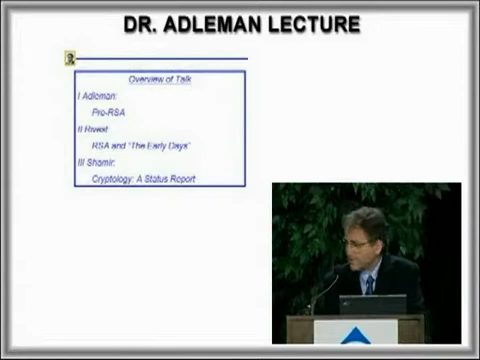 DR. ADLEMAN LECTURE
Overview of Talk
I Adleman:
Pre-RSA
II Rivest
RSA and "The Early Days"
III Shamir:
Cryptology: A Status Report